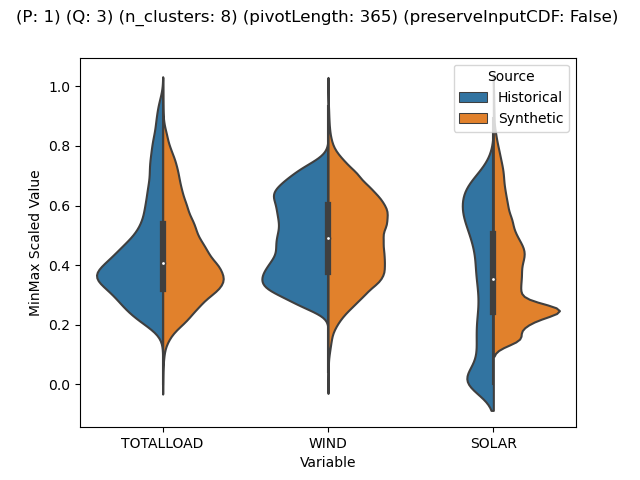 (P: 1) (Q: 3) (n_clusters: 8) (pivotLength: 365) (preserveInputCDF: False)
Source
Historical
Synthetic
MinMax Scaled Value
1.0
0.8
0.6
0.4
0.2
0.0
TOTALLOAD WIND SOLAR
Variable